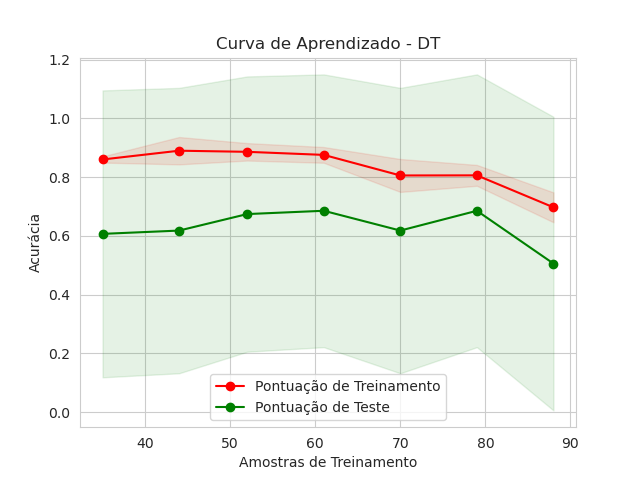 Curva de Aprendizado - DT
1.2
1.0
0.8
0.6
0.4
0.2
0.0
Acurácia
Pontuação de Treinamento
Pontuação de Teste
40 50 60 70 80 90
Amostras de Treinamento